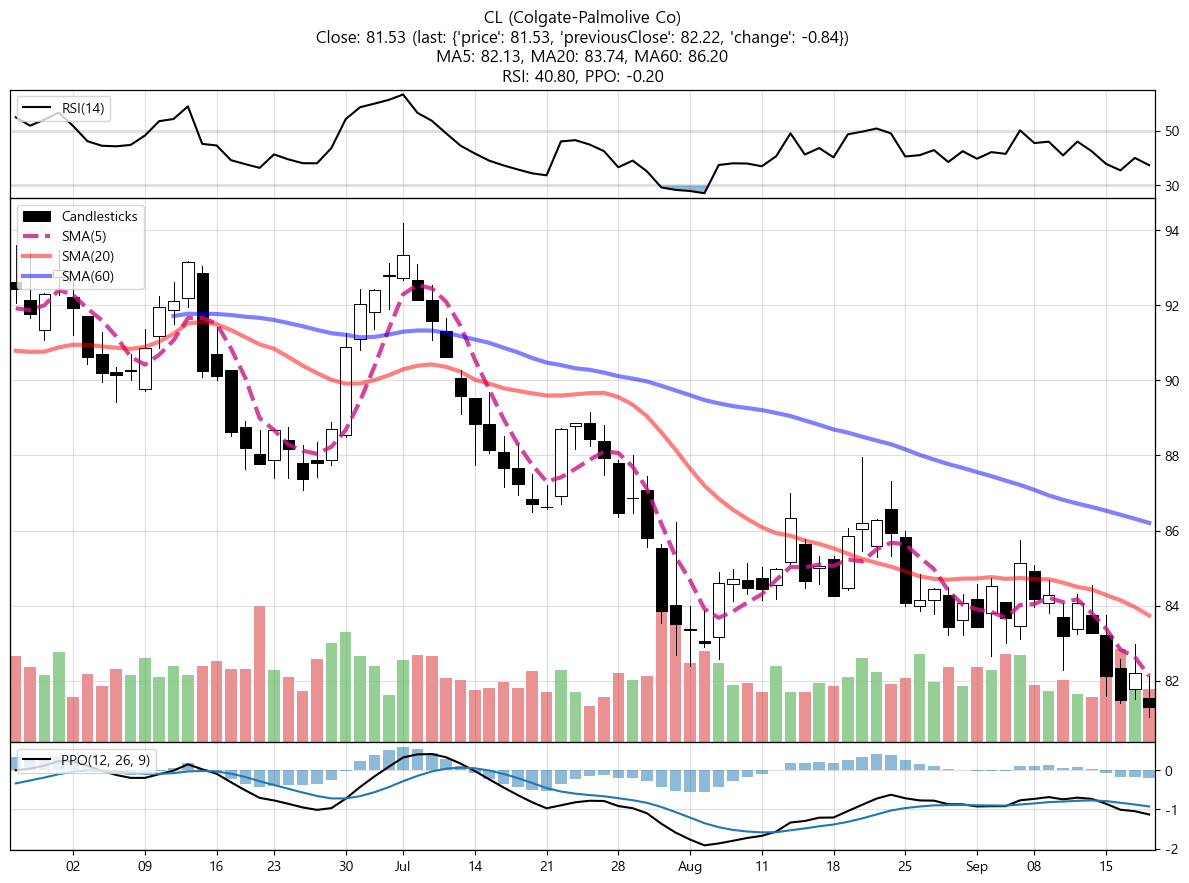 CL (Colgate-Palmolive Co)
Close: 81.53 (last: {'price': 81.53, 'previousClose': 82.22, 'change': -0.84})
MA5: 82.13, MA20: 83.74, MA60: 86.20
RSI: 40.80, PPO: -0.20
RSI(14)
50
30
Candlesticks
SMA(5)
SMA(20)
SMA(60)
94
92
90
88
86
84
82
PPO(12, 26, 9)
0
-1
-2
02 09 16 23 30 Jul 14 21 28 Aug 11 18 25 Sep 08 15